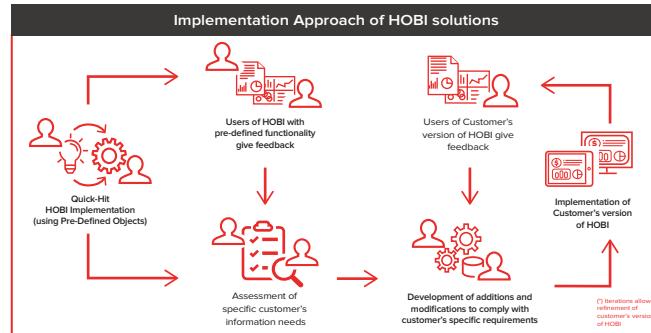 Implementation Approach of HOBI solutions
Users of HOBI with
pre-defined functionality
give feedback
Users of Customer's
version of HOBI give
feedback
Quick-Hit
HOBI Implementation
(using Pre-Defined Objects)
Implementation of
Customer's version
of HOBI
Assessment of
specific customer's
information needs
Development of additions and
modifications to comply with
customer's specific requirements
(*) Iterations allow
refinement of
customer's version
of HOBI